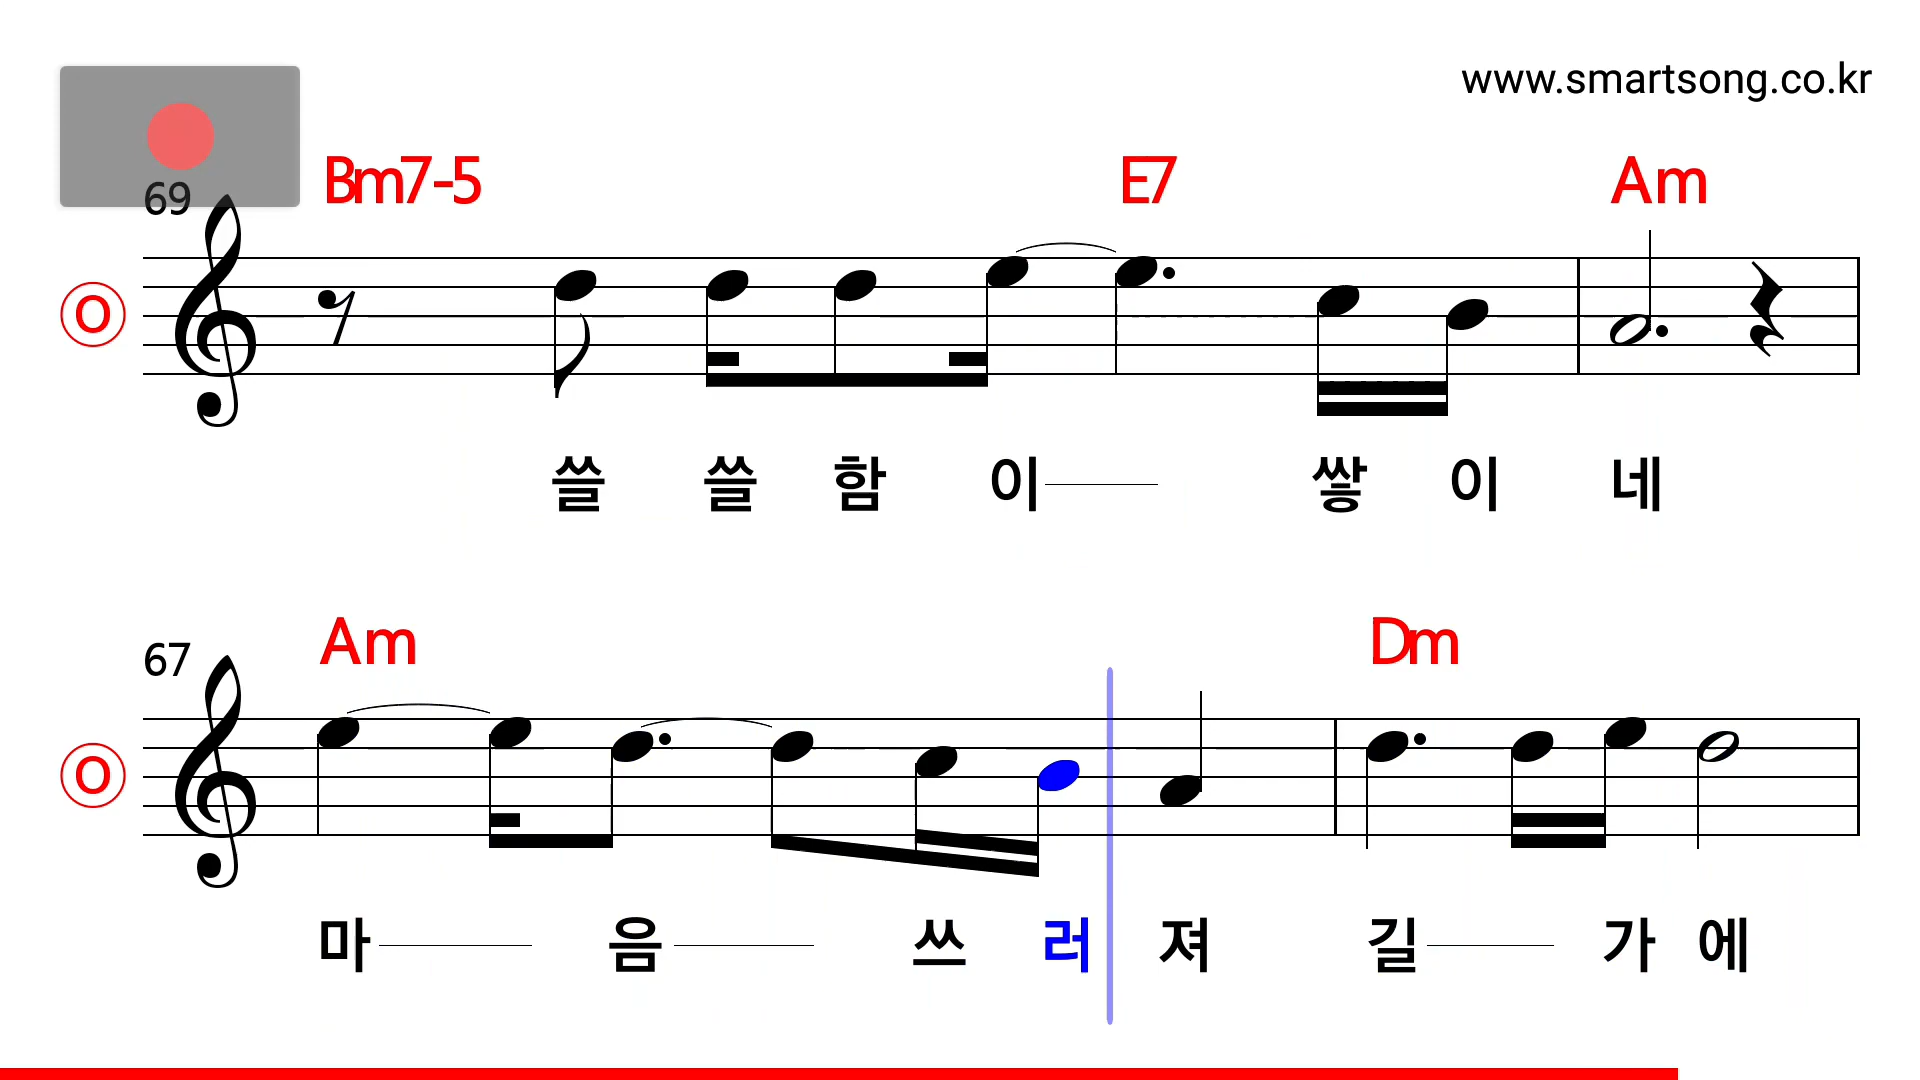 www.smartsong.co.kr
69 Bm7-5 E7 Am
O
쓸 쓸 함 이 쌓 이 네
67 Am Dm
O
마 음 쓰 러 져 길 가 에